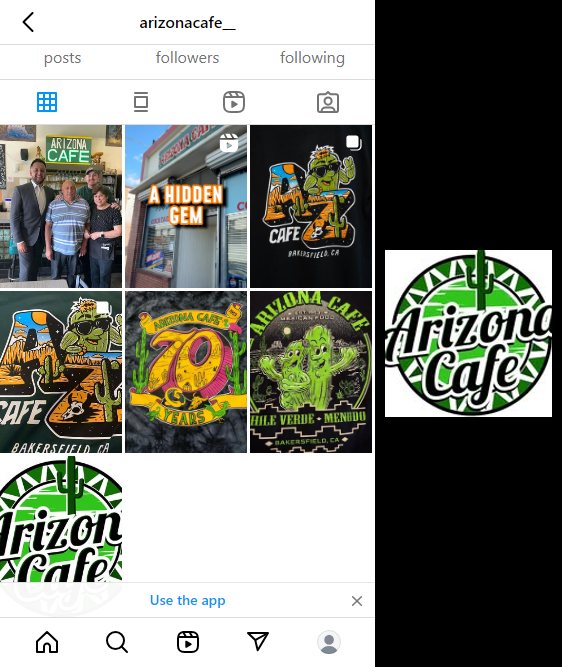 arizonacafe__
posts
followers
following
ARIZONA
CAFE
A HIDDEN
GEM
AZ
CAFE
BAKERSFIELD, CA
AZ
CAFE
BAKERSFIELD, CA
ARIZONA CAFE'S
79
YEARS
ARIZONA CAFE
MEXICAN FOOD
HILE VERDE • MENUDO
BAKERSFIELD, CA
Arizon
Cafe
Arizona
Cafe
Use the app